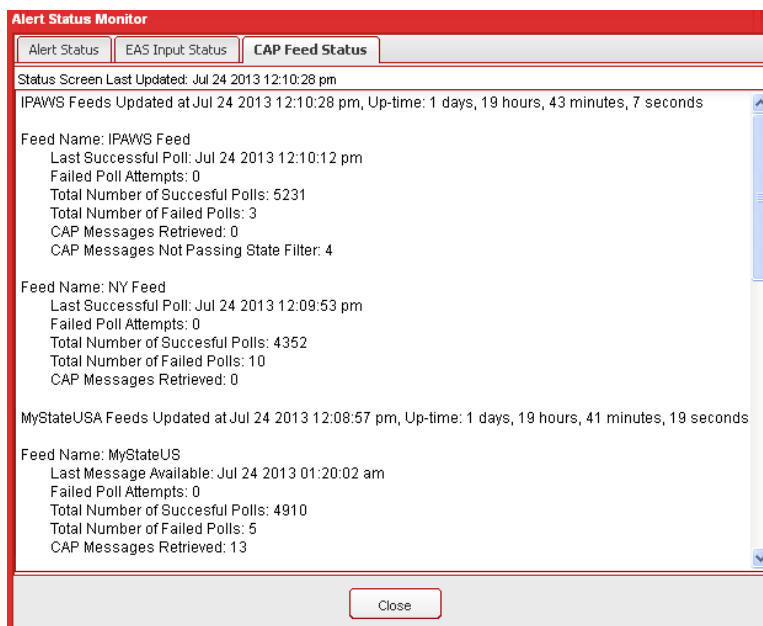 Alert Status Monitor
Alert Status EAS Input Status CAP Feed Status
Status Screen Last Updated: Jul 24 2013 12:10:28 pm
IPAWS Feeds Updated at Jul 24 2013 12:10:28 pm, Up-time: 1 days, 19 hours, 43 minutes, 7 seconds
Feed Name: IPAWS Feed
Last Successful Poll: Jul 24 2013 12:10:12 pm
Failed Poll Attempts: 0
Total Number of Succesful Polls: 5231
Total Number of Failed Polls: 3
CAP Messages Retrieved: 0
CAP Messages Not Passing State Filter: 4
Feed Name: NY Feed
Last Successful Poll: Jul 24 2013 12:09:53 pm
Failed Poll Attempts: 0
Total Number of Succesful Polls: 4352
Total Number of Failed Polls: 10
CAP Messages Retrieved: 0
MyStateUSA Feeds Updated at Jul 24 2013 12:08:57 pm, Up-time: 1 days, 19 hours, 41 minutes, 19 seconds
Feed Name: MyStateUS
Last Message Available: Jul 24 2013 01:20:02 am
Failed Poll Attempts: 0
Total Number of Succesful Polls: 4910
Total Number of Failed Polls: 5
CAP Messages Retrieved: 13
Close